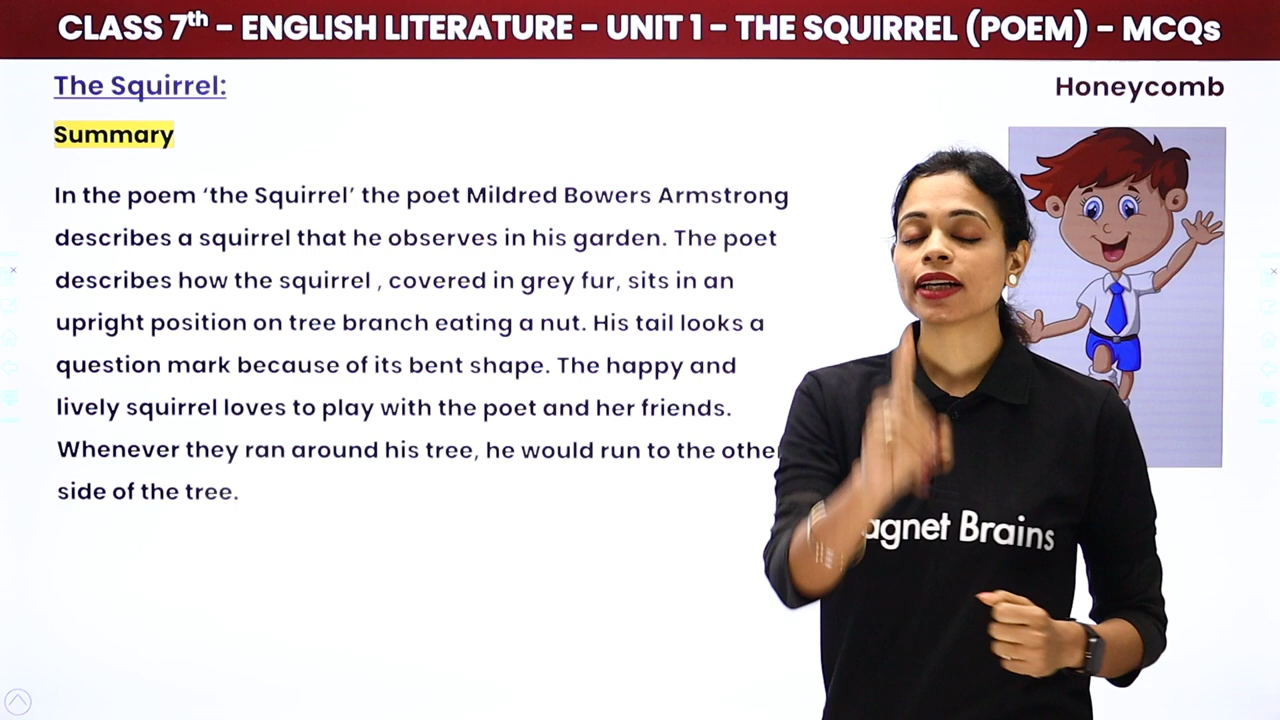 CLASS 7th - ENGLISH LITERATURE - UNIT 1 - THE SQUIRREL (POEM) - MCQs
The Squirrel:
Honeycomb
Summary
In the poem ‘the Squirrel’ the poet Mildred Bowers Armstrong
describes a squirrel that he observes in his garden. The poet
describes how the squirrel , covered in grey fur, sits in an
upright position on tree branch eating a nut. His tail looks a
question mark because of its bent shape. The happy and
lively squirrel loves to play with the poet and her friends.
Whenever they ran around his tree, he would run to the other
side of the tree.
agnet Brains